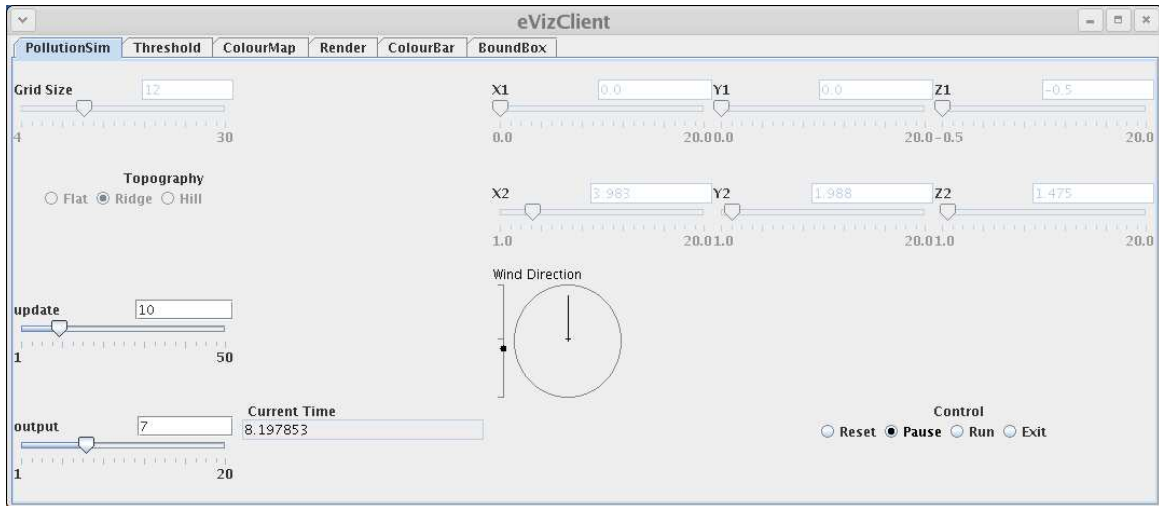 eVizClient
PollutionSim Threshold ColourMap Render ColourBar BoundBox
Grid Size 12
4 30
Topography
Flat Ridge Hill
X1 0.0 Y1 0.0 Z1 -0.5
0.0 20.0 0.0 20.0 -0.5 20.0
X2 3.983 Y2 1.988 Z2 1.475
1.0 20.0 1.0 20.0 1.0 20.0
Wind Direction
update 10
1 50
output 7
1 20
Current Time
8.197853
Control
Reset Pause Run Exit